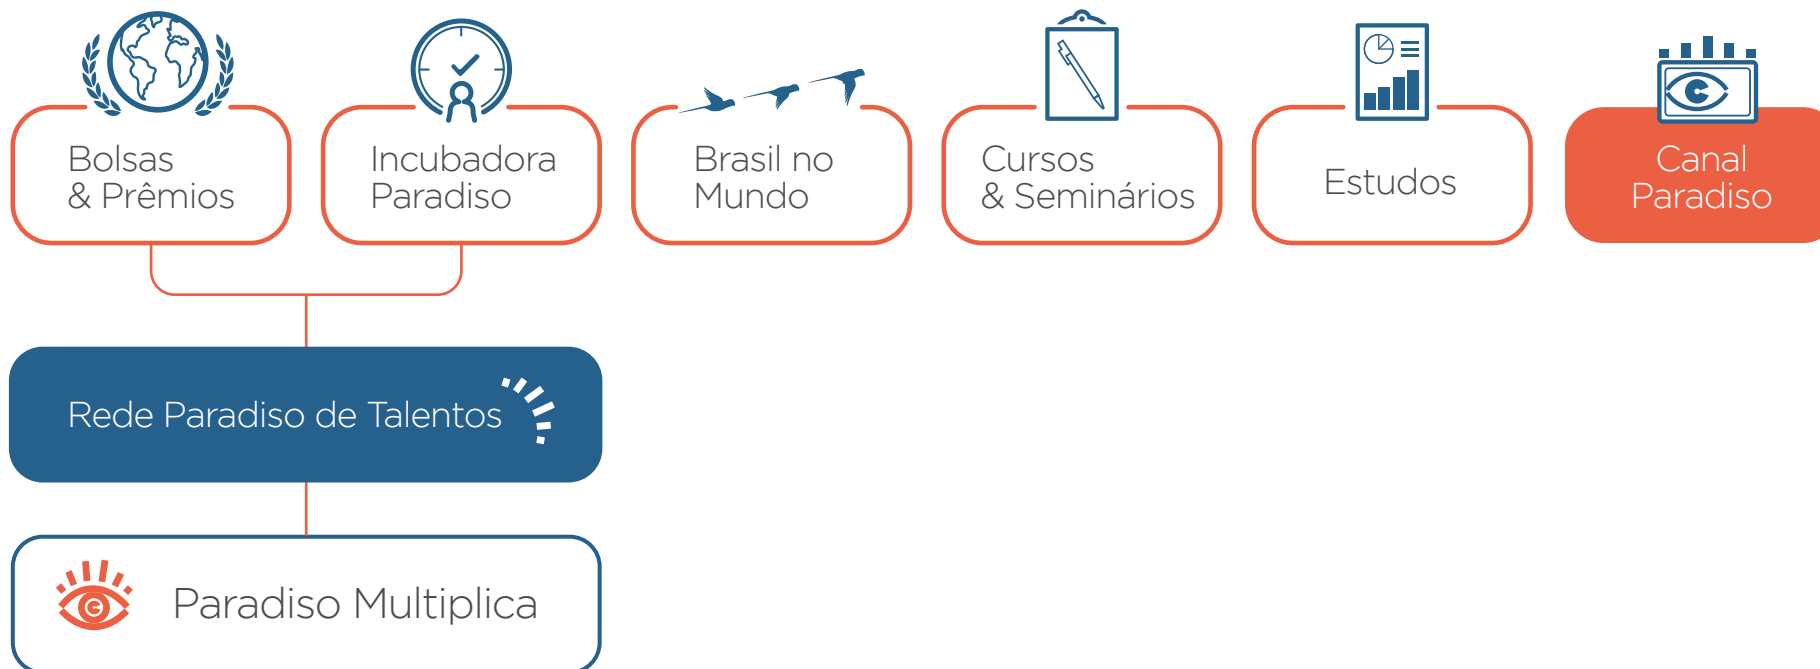 Bolsas
& Prêmios
Incubadora
Paradiso
Brasil no
Mundo
Cursos
& Seminários
Estudos
Canal
Paradiso
Rede Paradiso de Talentos
Paradiso Multiplica